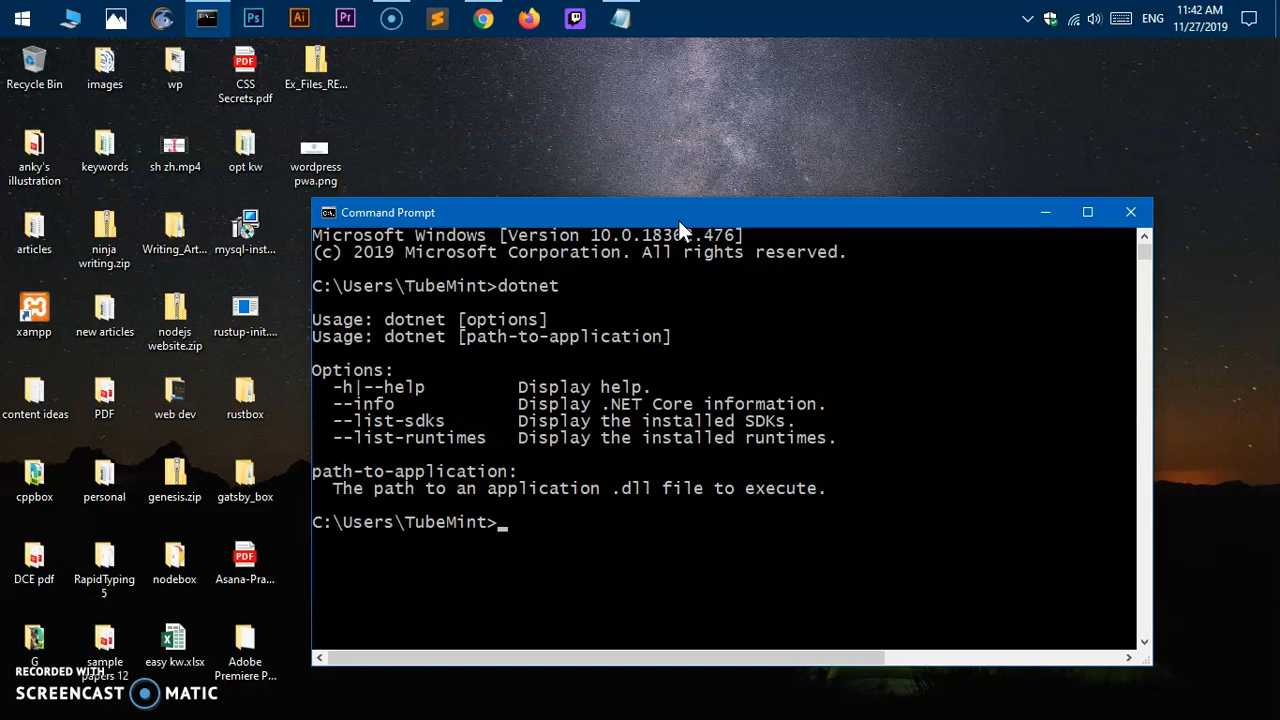 Ps
Ai
Pr
ENG
11:42 AM
11/27/2019
Recycle Bin
images
wp
CSS
Secrets.pdf
Ex_Files_RE...
anky's
illustration
keywords
sh zh.mp4
opt kw
wordpress
pwa.png
articles
ninja
writing.zip
Writing_Art...
mysql-inst...
xampp
new articles
nodejs
website.zip
rustup-init....
content ideas
PDF
web dev
rustbox
cppbox
personal
genesis.zip
gatsby_box
DCE pdf
RapidTyping
5
nodebox
Asana-Pra...
G
sample
papers 12
easy kw.xlsx
Adobe
Premiere P...
Command Prompt
Microsoft Windows [Version
(c) 2019 Microsoft Corporation. All rights reserved.
C:\Users\TubeMint>dotnet
Usage: dotnet [options]
Usage: dotnet [path-to-application]
Options:
-h|--help Display help.
--info Display .NET Core information.
--list-sdks Display the installed SDKs.
--list-runtimes Display the installed runtimes.
path-to-application:
The path to an application .dll file to execute.
C:\Users\TubeMint>_
RECORDED WITH
SCREENCAST MATIC